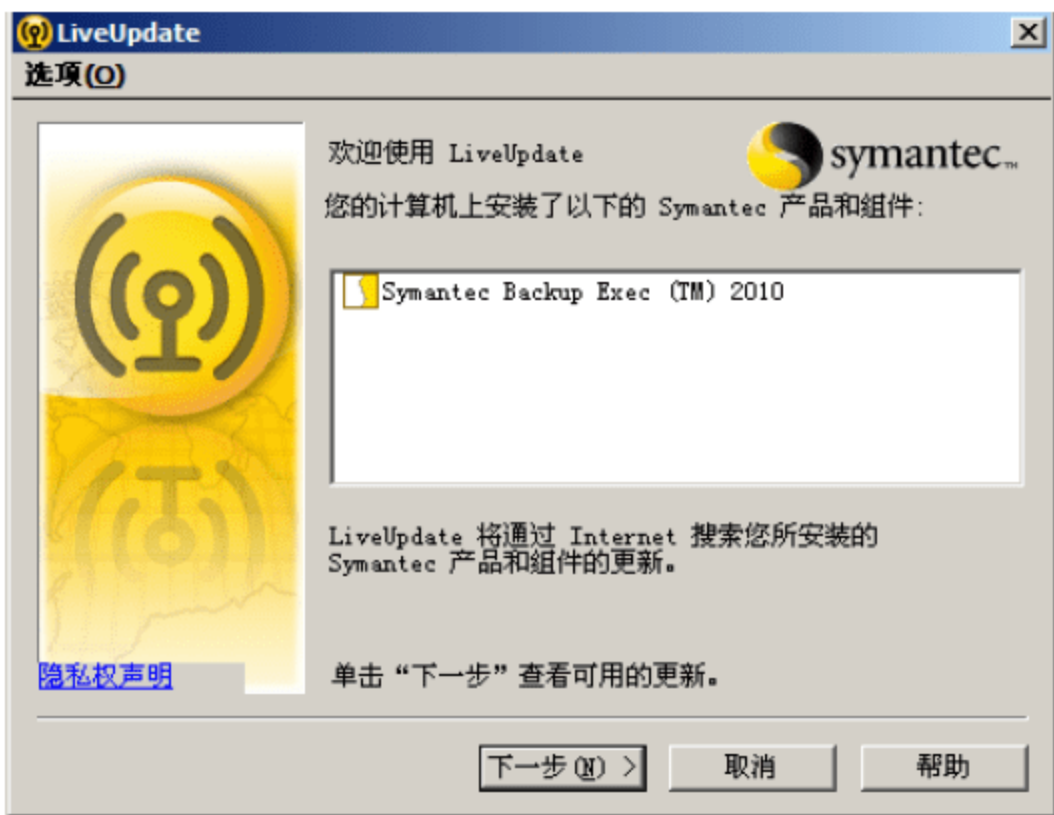 LiveUpdate
选项(O)
欢迎使用 LiveUpdate
symantec™
您的计算机上安装了以下的 Symantec 产品和组件:
Symantec Backup Exec (TM) 2010
LiveUpdate 将通过 Internet 搜索您所安装的
Symantec 产品和组件的更新。
隐私权声明
单击“下一步”查看可用的更新。
下一步(N) >
取消
帮助